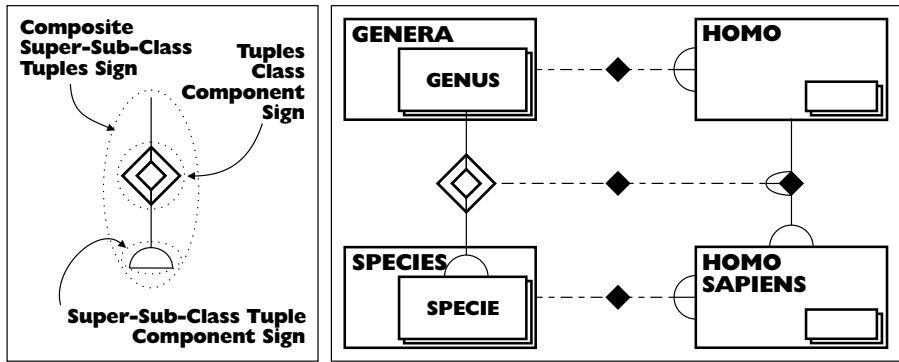 Composite
Super-Sub-Class
Tuples Sign
Tuples
Class
Component
Sign
Super-Sub-Class Tuple
Component Sign
GENERA
GENUS
HOMO
SPECIES
SPECIE
HOMO
SAPIENS